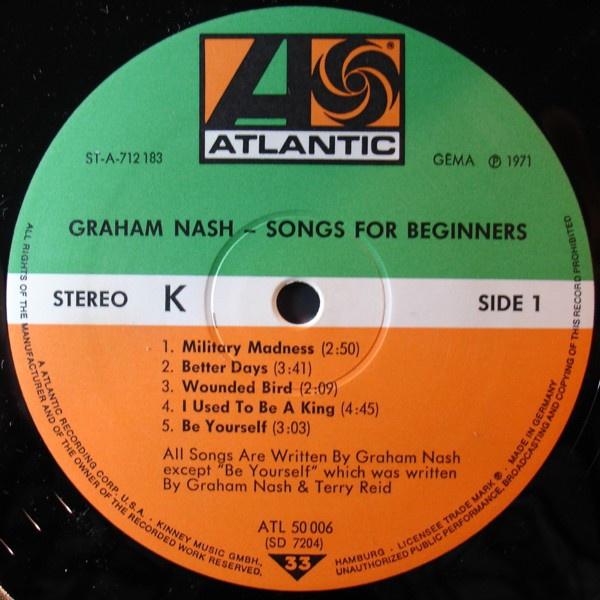 ATLANTIC
®
ST-A-712 183
GEMA ℗ 1971
GRAHAM NASH – SONGS FOR BEGINNERS
STEREO K
SIDE 1
1. Military Madness (2:50)
2. Better Days (3:41)
3. Wounded Bird (2:09)
4. I Used To Be A King (4:45)
5. Be Yourself (3:03)
All Songs Are Written By Graham Nash
except "Be Yourself" which was written
By Graham Nash & Terry Reid
ATL 50 006
(SD 7204)
33
ALL RIGHTS OF THE MANUFACTURER AND OF THE OWNER OF THE RECORDED WORK RESERVED,
A ATLANTIC RECORDING CORP. U.S.A. · KINNEY MUSIC GMBH.,
HAMBURG · LICENSEE TRADE MARK ® · MADE IN GERMANY
UNAUTHORIZED PUBLIC PERFORMANCE, BROADCASTING AND COPYING OF THIS RECORD PROHIBITED